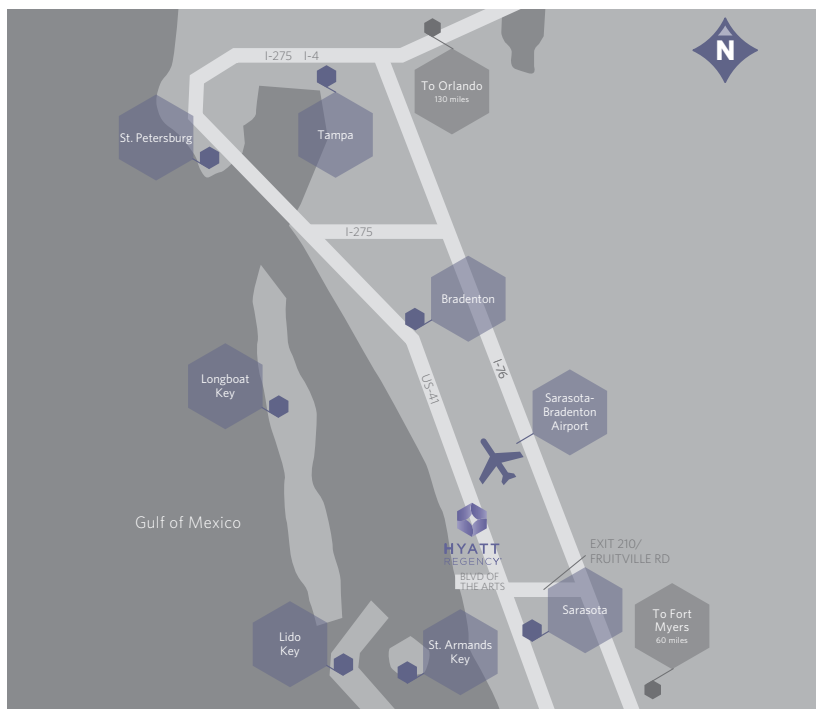 I-275 I-4
N
To Orlando
130 miles
St. Petersburg
Tampa
I-275
Bradenton
I-76
US-41
Longboat
Key
Sarasota-
Bradenton
Airport
Gulf of Mexico
HYATT
REGENCY
EXIT 210/
FRUITVILLE RD
BLVD OF
THE ARTS
Sarasota
To Fort
Myers
60 miles
Lido
Key
St. Armands
Key